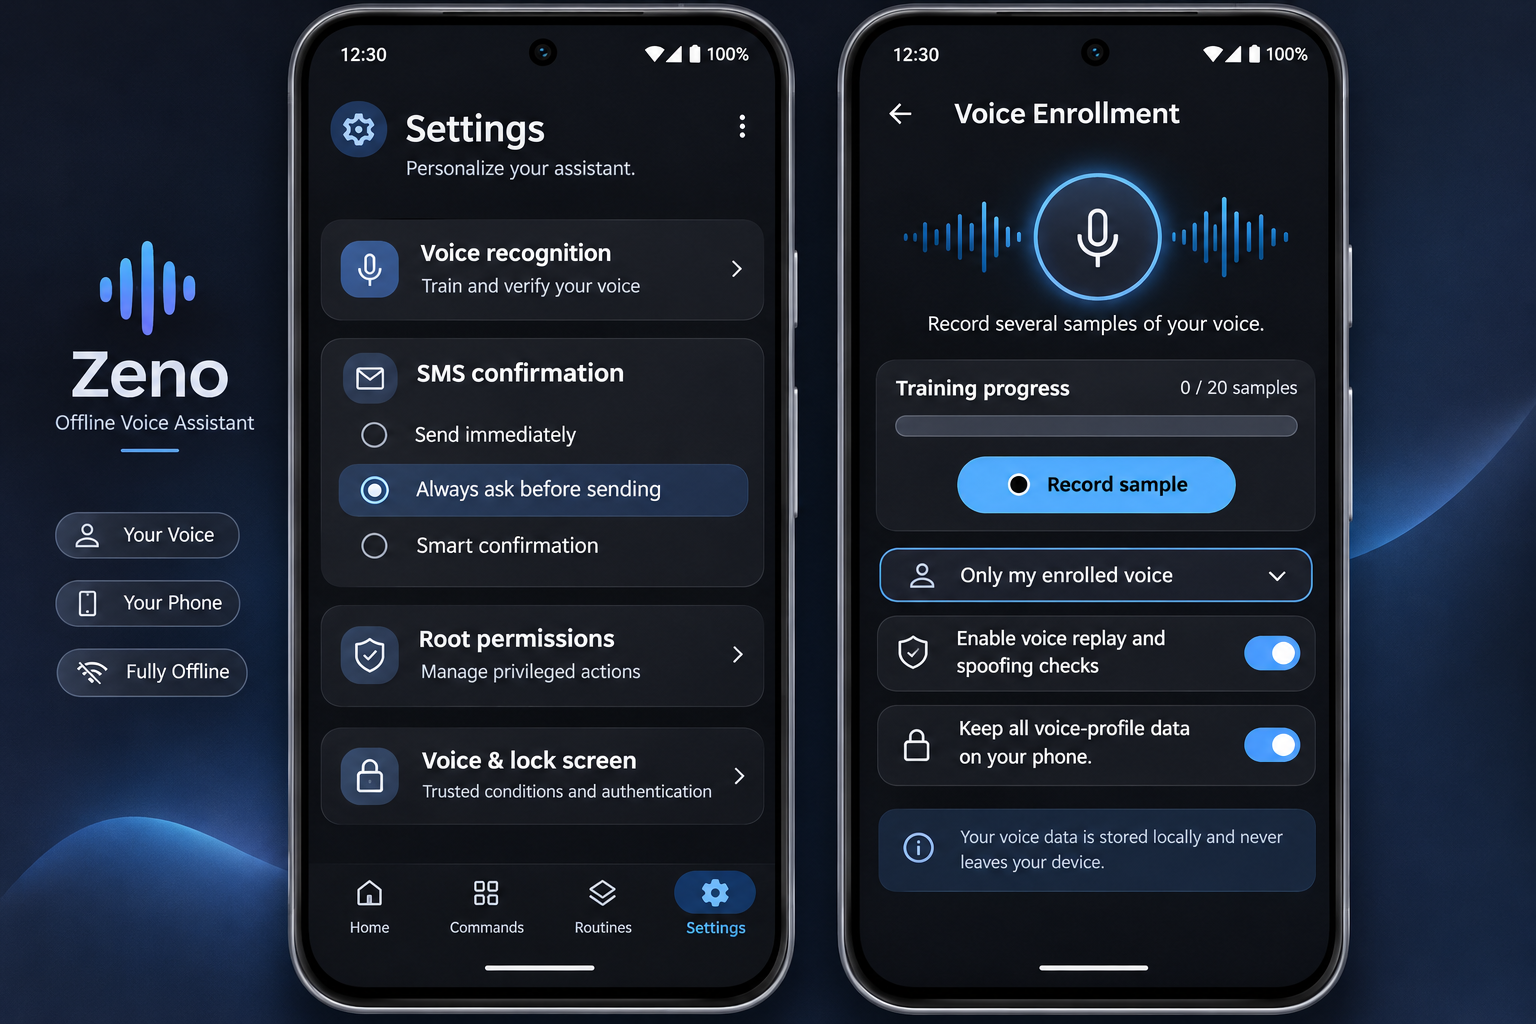 Zeno
Offline Voice Assistant
Your Voice
Your Phone
Fully Offline
12:30
100%
Settings
Personalize your assistant.
Voice recognition
Train and verify your voice
SMS confirmation
Send immediately
Always ask before sending
Smart confirmation
Root permissions
Manage privileged actions
Voice & lock screen
Trusted conditions and authentication
Home
Commands
Routines
Settings
12:30
100%
Voice Enrollment
Record several samples of your voice.
Training progress
0 / 20 samples
Record sample
Only my enrolled voice
Enable voice replay and
spoofing checks
Keep all voice-profile data
on your phone.
Your voice data is stored locally and never
leaves your device.